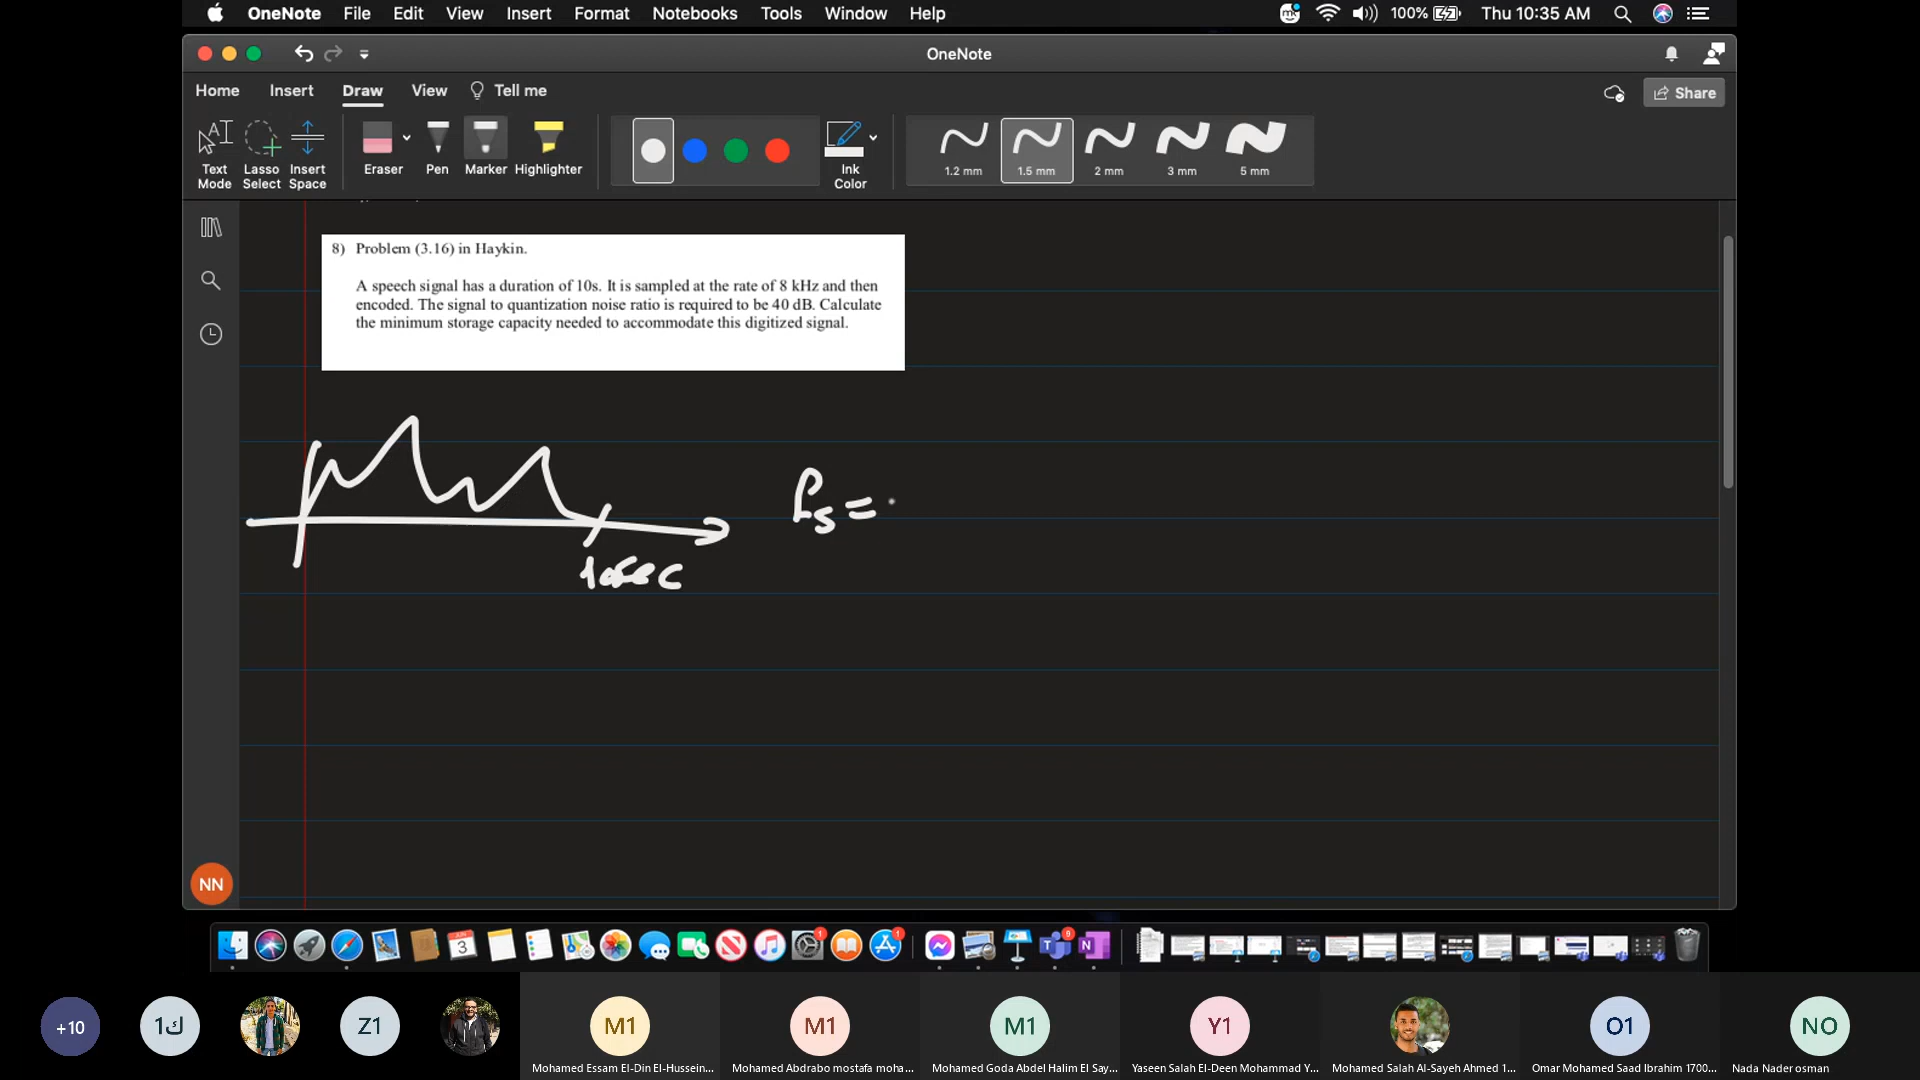 OneNote File Edit View Insert Format Notebooks Tools Window Help
100% Thu 10:35 AM
OneNote
Home Insert Draw View Tell me
Share
Text Mode
Lasso Select
Insert Space
Eraser
Pen
Marker
Highlighter
Ink Color
1.2 mm
1.5 mm
2 mm
3 mm
5 mm
8) Problem (3.16) in Haykin.
A speech signal has a duration of 10s. It is sampled at the rate of 8 kHz and then
encoded. The signal to quantization noise ratio is required to be 40 dB. Calculate
the minimum storage capacity needed to accommodate this digitized signal.
fs =
10sec
NN
JUN
3
1
1
9
+10
1ك
Z1
M1
M1
M1
Y1
O1
NO
Mohamed Essam El-Din El-Hussein...
Mohamed Abdrabo mostafa moha...
Mohamed Goda Abdel Halim El Say...
Yaseen Salah El-Deen Mohammad Y...
Mohamed Salah Al-Sayeh Ahmed 1...
Omar Mohamed Saad Ibrahim 1700...
Nada Nader osman